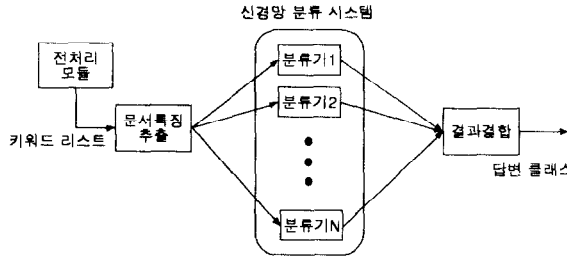 신경망 분류 시스템
전처리
모듈
키워드 리스트
문서특징
추출
분류기1
분류기2
분류기N
결과결합
답변 클래스